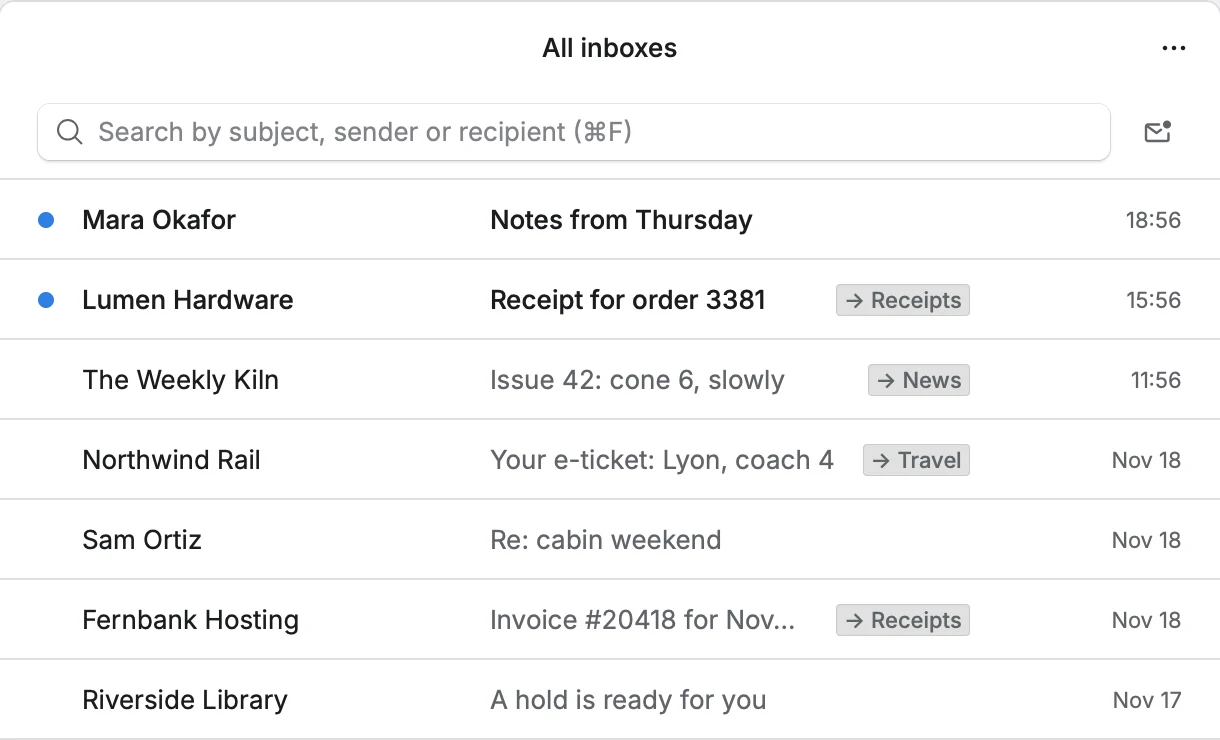 All inboxes
Search by subject, sender or recipient (⌘F)
Mara Okafor Notes from Thursday 18:56
Lumen Hardware Receipt for order 3381 → Receipts 15:56
The Weekly Kiln Issue 42: cone 6, slowly → News 11:56
Northwind Rail Your e-ticket: Lyon, coach 4 → Travel Nov 18
Sam Ortiz Re: cabin weekend Nov 18
Fernbank Hosting Invoice #20418 for Nov... → Receipts Nov 18
Riverside Library A hold is ready for you Nov 17